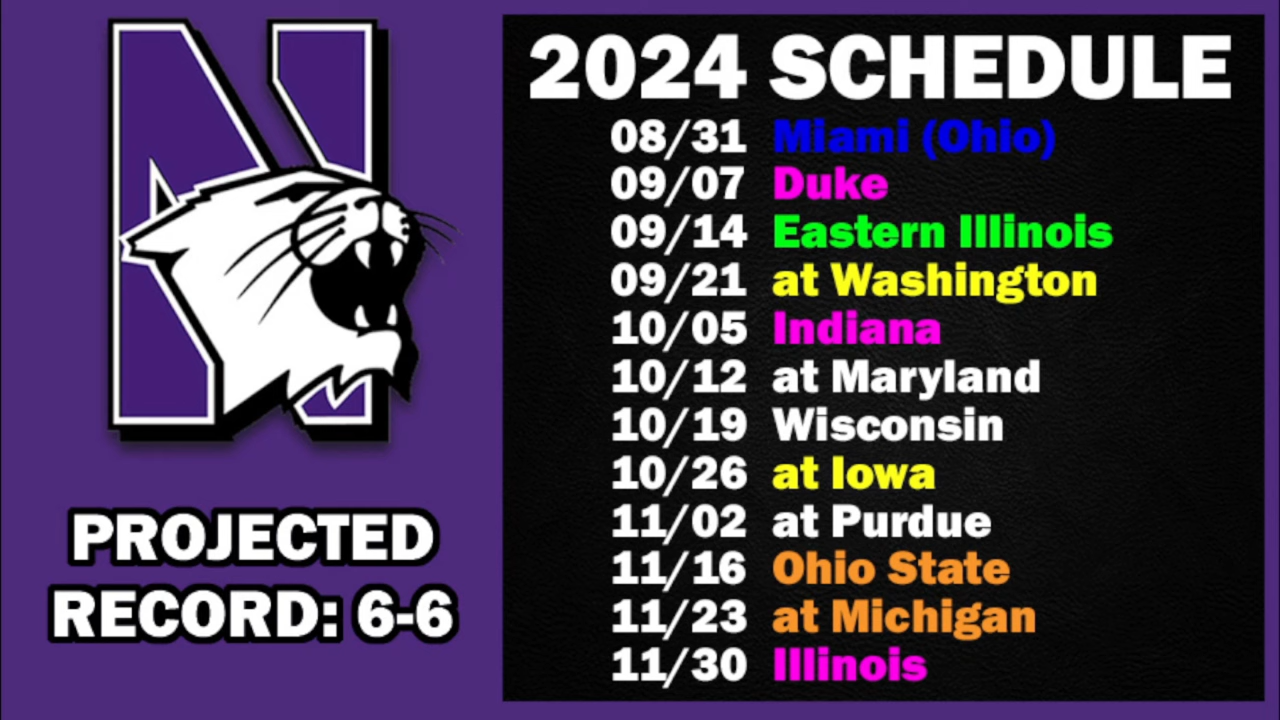 N
2024 SCHEDULE
08/31 Miami (Ohio)
09/07 Duke
09/14 Eastern Illinois
09/21 at Washington
10/05 Indiana
10/12 at Maryland
10/19 Wisconsin
10/26 at Iowa
11/02 at Purdue
11/16 Ohio State
11/23 at Michigan
11/30 Illinois
PROJECTED
RECORD: 6-6